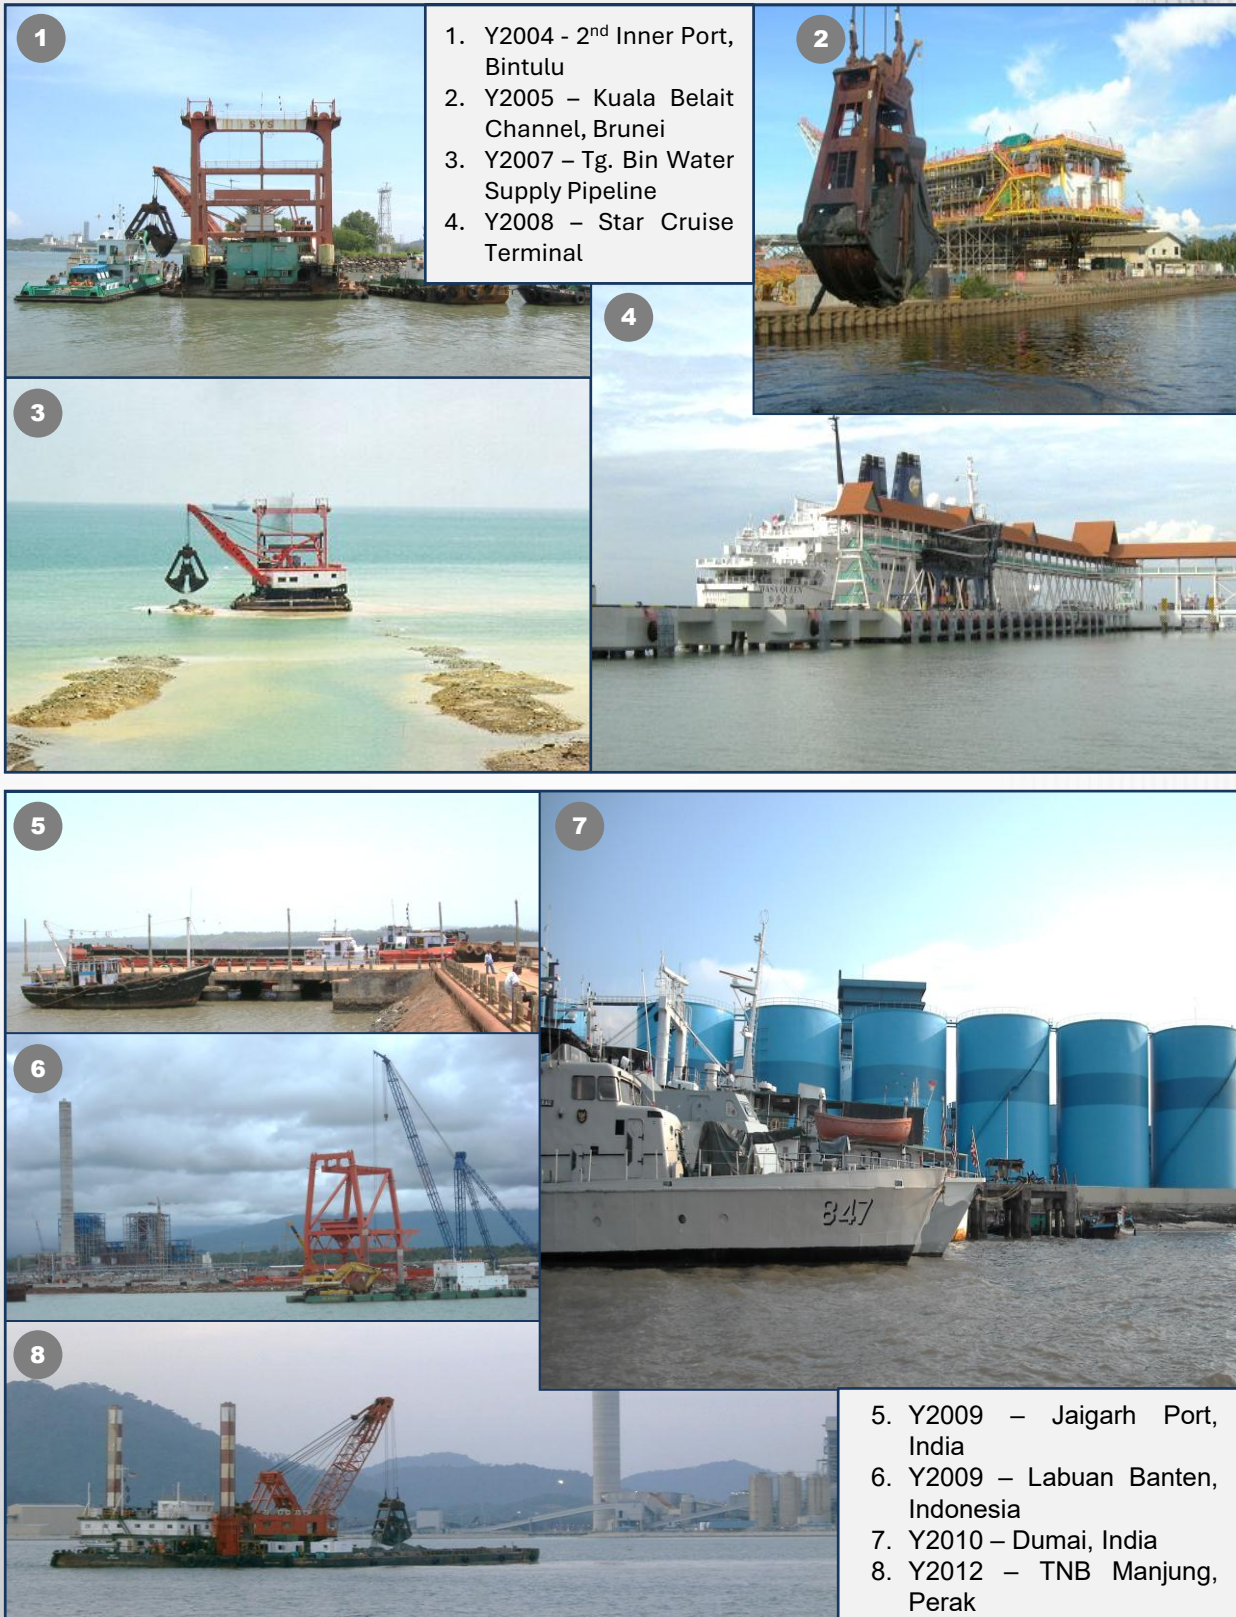 1
1. Y2004 - 2nd Inner Port,
Bintulu
2. Y2005 – Kuala Belait
Channel, Brunei
3. Y2007 – Tg. Bin Water
Supply Pipeline
4. Y2008 – Star Cruise
Terminal
2
SYS
3
4
5
7
6
847
8
5. Y2009 – Jaigarh Port,
India
6. Y2009 – Labuan Banten,
Indonesia
7. Y2010 – Dumai, India
8. Y2012 – TNB Manjung,
Perak